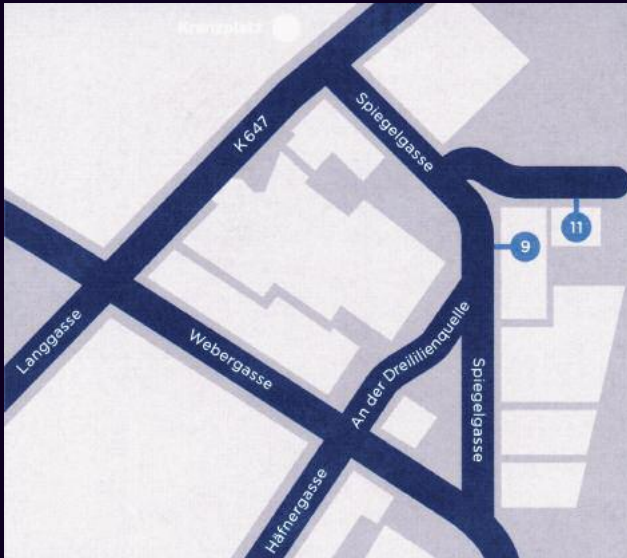 Kranzplatz
K647
Spiegelgasse
11
9
Langgasse
Webergasse
An der Dreililienquelle
Spiegelgasse
Häfnergasse